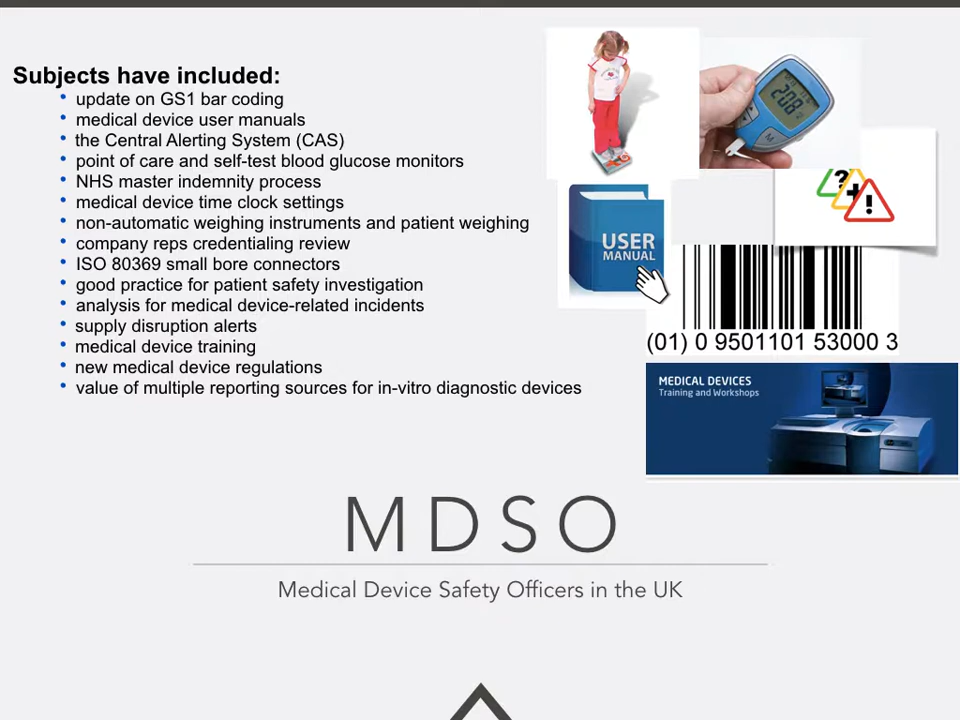 Subjects have included:
update on GS1 bar coding
medical device user manuals
the Central Alerting System (CAS)
point of care and self-test blood glucose monitors
NHS master indemnity process
medical device time clock settings
non-automatic weighing instruments and patient weighing
company reps credentialing review
ISO 80369 small bore connectors
good practice for patient safety investigation
analysis for medical device-related incidents
supply disruption alerts
medical device training
new medical device regulations
value of multiple reporting sources for in-vitro diagnostic devices
208
M
?
+
!
USER
MANUAL
(01) 0 9501101 53000 3
MEDICAL DEVICES
Training and Workshops
MDSO
Medical Device Safety Officers in the UK